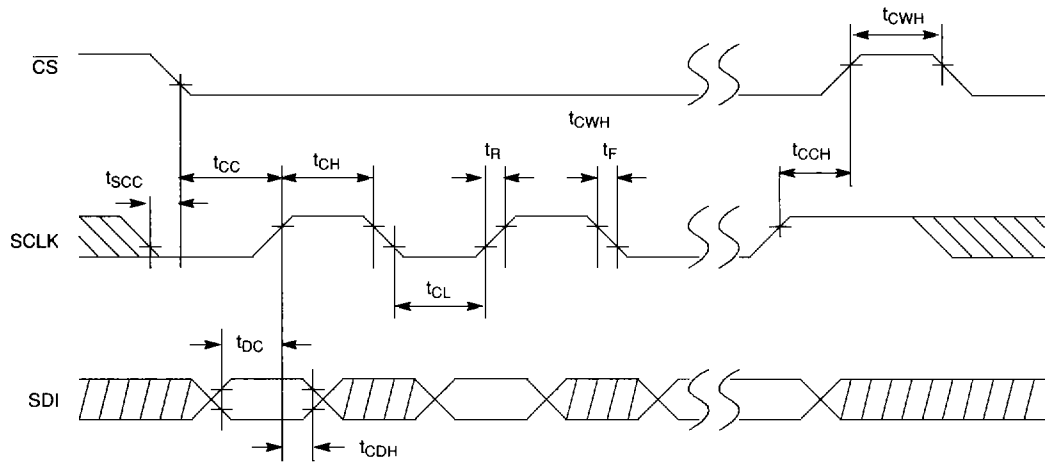 tCWH
CS
tCWH
tCC
tCH
tR
tF
tCCH
tSCC
SCLK
tCL
tDC
SDI
tCDH